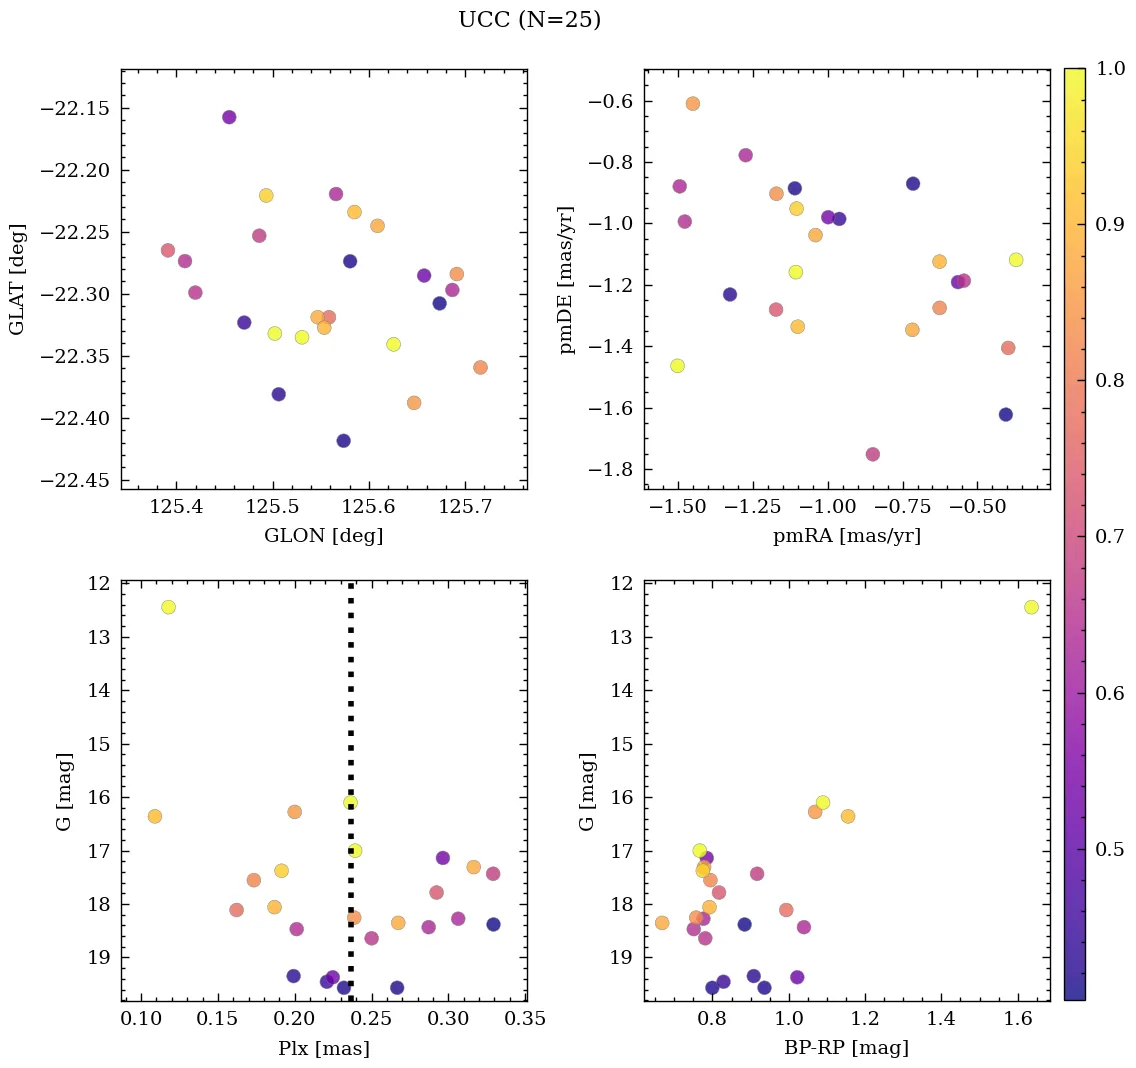 UCC (N=25)
−22.15
−22.20
−22.25
−22.30
−22.35
−22.40
−22.45
GLAT [deg]
125.4 125.5 125.6 125.7
GLON [deg]
−0.6
−0.8
−1.0
−1.2
−1.4
−1.6
−1.8
pmDE [mas/yr]
−1.50 −1.25 −1.00 −0.75 −0.50
pmRA [mas/yr]
12
13
14
15
16
17
18
19
G [mag]
0.10 0.15 0.20 0.25 0.30 0.35
Plx [mas]
12
13
14
15
16
17
18
19
G [mag]
0.8 1.0 1.2 1.4 1.6
BP-RP [mag]
1.0
0.9
0.8
0.7
0.6
0.5